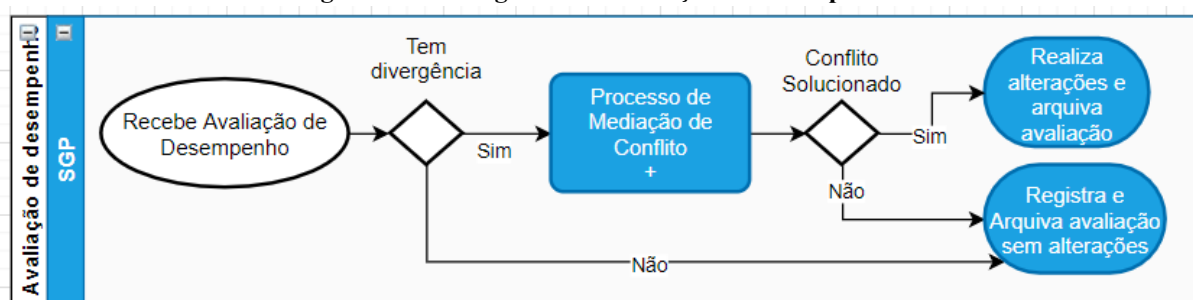 Avaliação de desempenho
SGP
Recebe Avaliação de
Desempenho
Tem
divergência
Sim
Processo de
Mediação de
Conflito
+
Conflito
Solucionado
Sim
Realiza
alterações e
arquiva
avaliação
Não
Registra e
Arquiva avaliação
sem alterações
Não